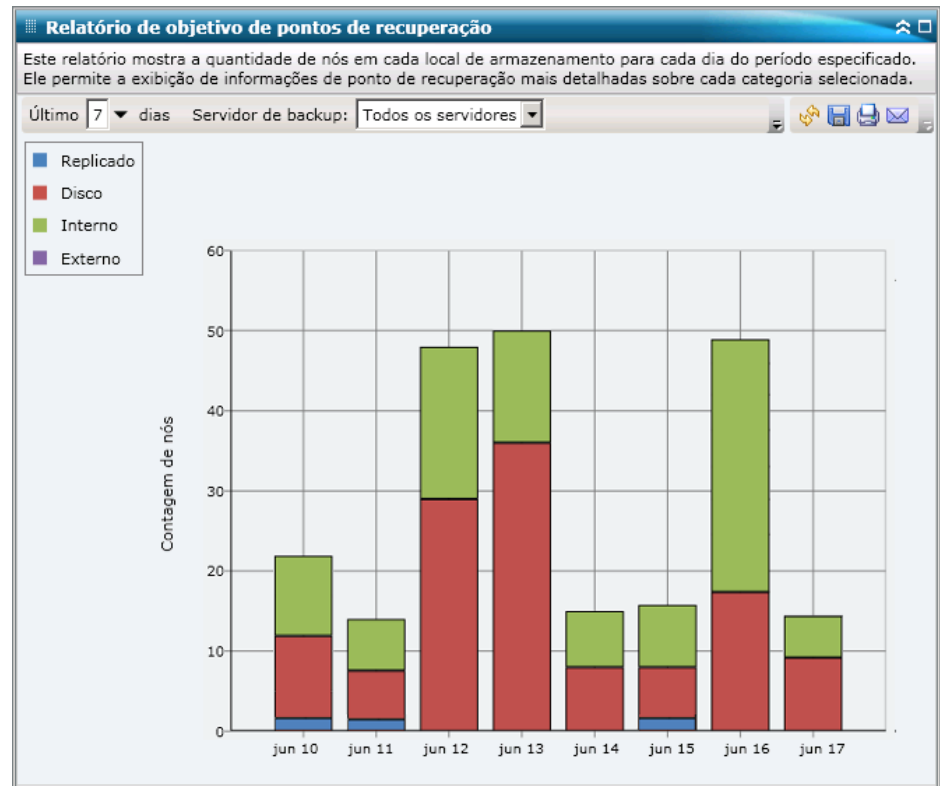 Relatório de objetivo de pontos de recuperação
Este relatório mostra a quantidade de nós em cada local de armazenamento para cada dia do período especificado.
Ele permite a exibição de informações de ponto de recuperação mais detalhadas sobre cada categoria selecionada.
Último 7 dias Servidor de backup: Todos os servidores
Replicado
Disco
Interno
Externo
60
50
40
30
20
10
0
Contagem de nós
jun 10 jun 11 jun 12 jun 13 jun 14 jun 15 jun 16 jun 17